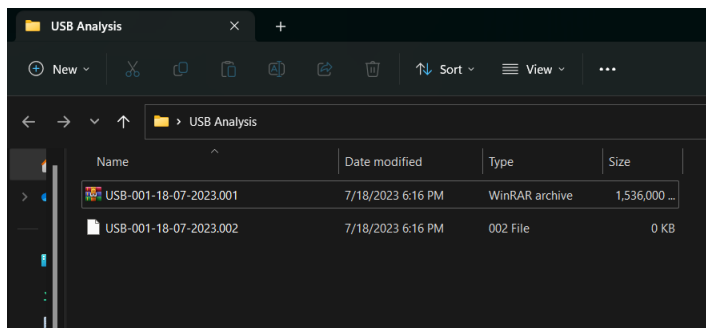 USB Analysis
New
Sort
View
USB Analysis
Name Date modified Type Size
USB-001-18-07-2023.001 7/18/2023 6:16 PM WinRAR archive 1,536,000 ...
USB-001-18-07-2023.002 7/18/2023 6:16 PM 002 File 0 KB